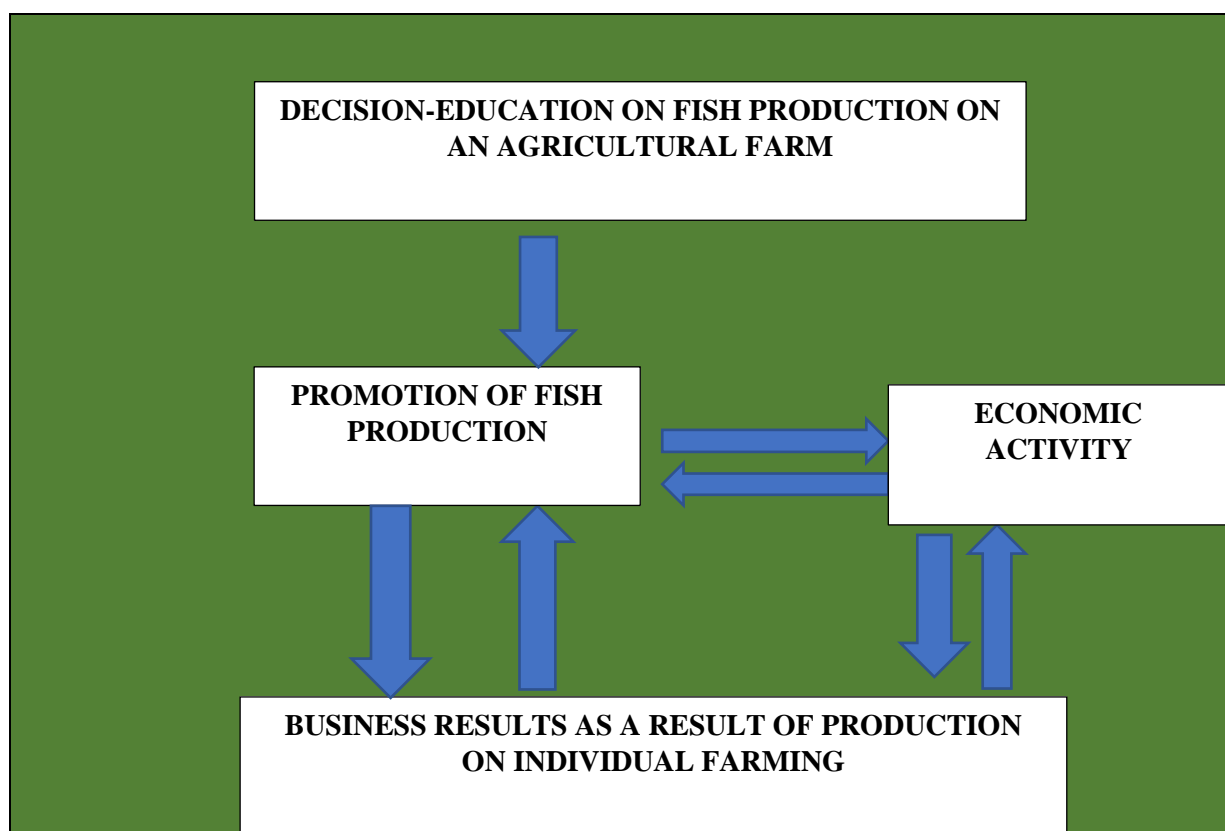 DECISION-EDUCATION ON FISH PRODUCTION ON
AN AGRICULTURAL FARM
PROMOTION OF FISH
PRODUCTION
ECONOMIC
ACTIVITY
BUSINESS RESULTS AS A RESULT OF PRODUCTION
ON INDIVIDUAL FARMING